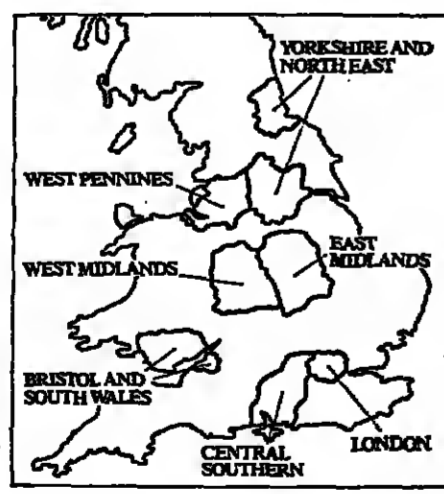 YORKSHIRE AND
NORTH EAST
WEST PENNINES
EAST
MIDLANDS
WEST MIDLANDS
BRISTOL AND
SOUTH WALES
LONDON
CENTRAL
SOUTHERN